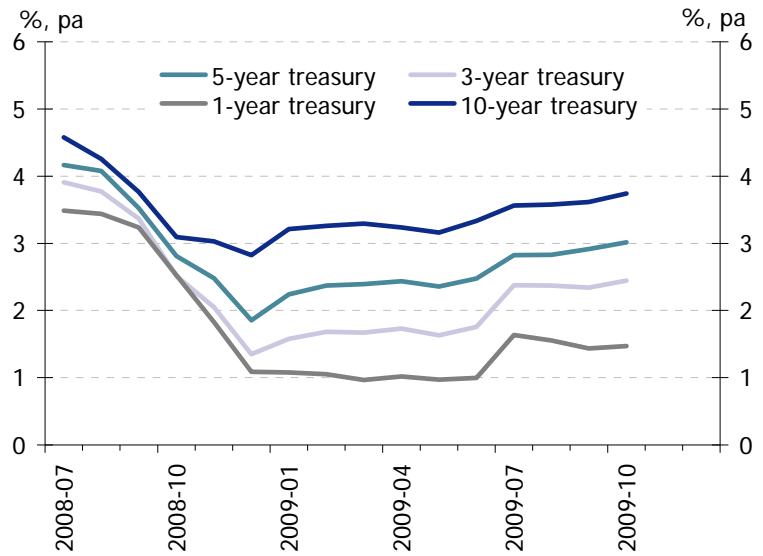 %, pa %, pa
6 6
5-year treasury 3-year treasury
1-year treasury 10-year treasury
5 5
4 4
3 3
2 2
1 1
0 0
2008-07 2008-10 2009-01 2009-04 2009-07 2009-10